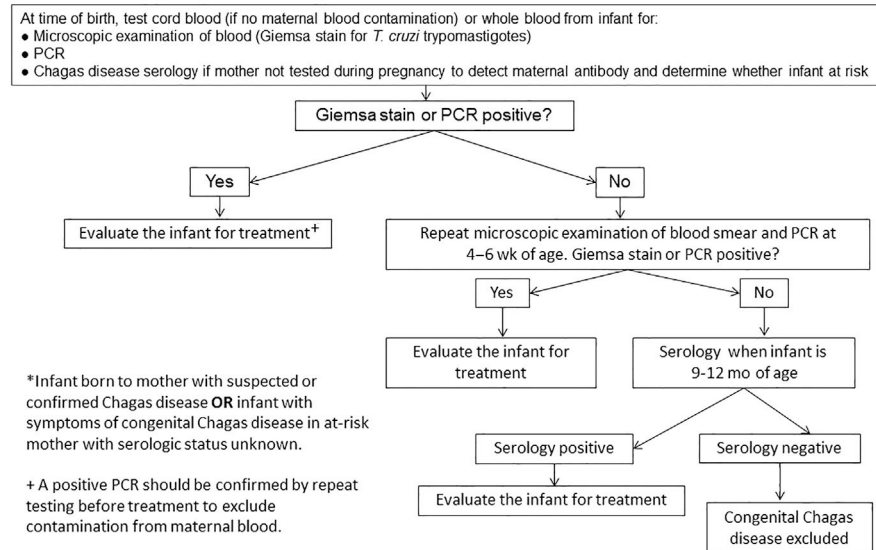 At time of birth, test cord blood (if no maternal blood contamination) or whole blood from infant for:
● Microscopic examination of blood (Giemsa stain for T. cruzi trypomastigotes)
● PCR
● Chagas disease serology if mother not tested during pregnancy to detect maternal antibody and determine whether infant at risk
Giemsa stain or PCR positive?
Yes
No
Evaluate the infant for treatment+
Repeat microscopic examination of blood smear and PCR at
4–6 wk of age. Giemsa stain or PCR positive?
Yes
No
Evaluate the infant for
treatment
Serology when infant is
9-12 mo of age
*Infant born to mother with suspected or
confirmed Chagas disease OR infant with
symptoms of congenital Chagas disease in at-risk
mother with serologic status unknown.
Serology positive
Serology negative
Evaluate the infant for treatment
+ A positive PCR should be confirmed by repeat
testing before treatment to exclude
contamination from maternal blood.
Congenital Chagas
disease excluded